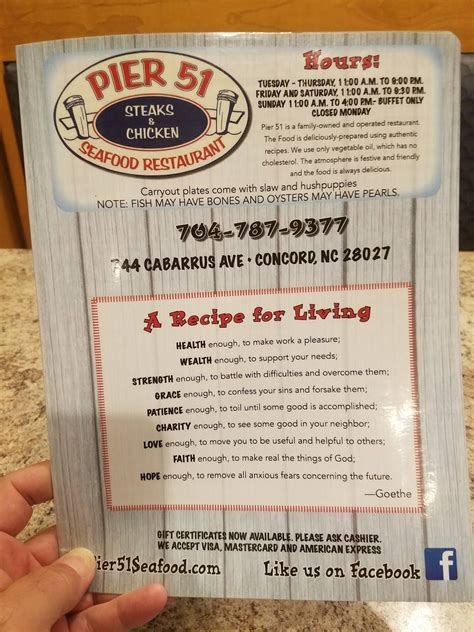 PIER 51
STEAKS
&
CHICKEN
SEAFOOD RESTAURANT
Hours:
TUESDAY - THURSDAY, 11:00 A.M. TO 8:00 PM.
FRIDAY AND SATURDAY, 11:00 A.M. TO 8:30 PM.
SUNDAY 11:00 A.M. TO 4:00 PM.- BUFFET ONLY
CLOSED MONDAY
Pier 51 is a family-owned and operated restaurant.
The Food is deliciously-prepared using authentic
recipes. We use only vegetable oil, which has no
cholesterol. The atmosphere is festive and friendly
and the food is always delicious.
Carryout plates come with slaw and hushpuppies
NOTE: FISH MAY HAVE BONES AND OYSTERS MAY HAVE PEARLS.
704-787-9377
744 CABARRUS AVE • CONCORD, NC 28027
A Recipe for Living
HEALTH enough, to make work a pleasure;
WEALTH enough, to support your needs;
STRENGTH enough, to battle with difficulties and overcome them;
GRACE enough, to confess your sins and forsake them;
PATIENCE enough, to toil until some good is accomplished;
CHARITY enough, to see some good in your neighbor;
LOVE enough, to move you to be useful and helpful to others;
FAITH enough, to make real the things of God;
HOPE enough, to remove all anxious fears concerning the future.
—Goethe
GIFT CERTIFICATES NOW AVAILABLE. PLEASE ASK CASHIER.
WE ACCEPT VISA, MASTERCARD AND AMERICAN EXPRESS
Pier51Seafood.com
Like us on Facebook
f